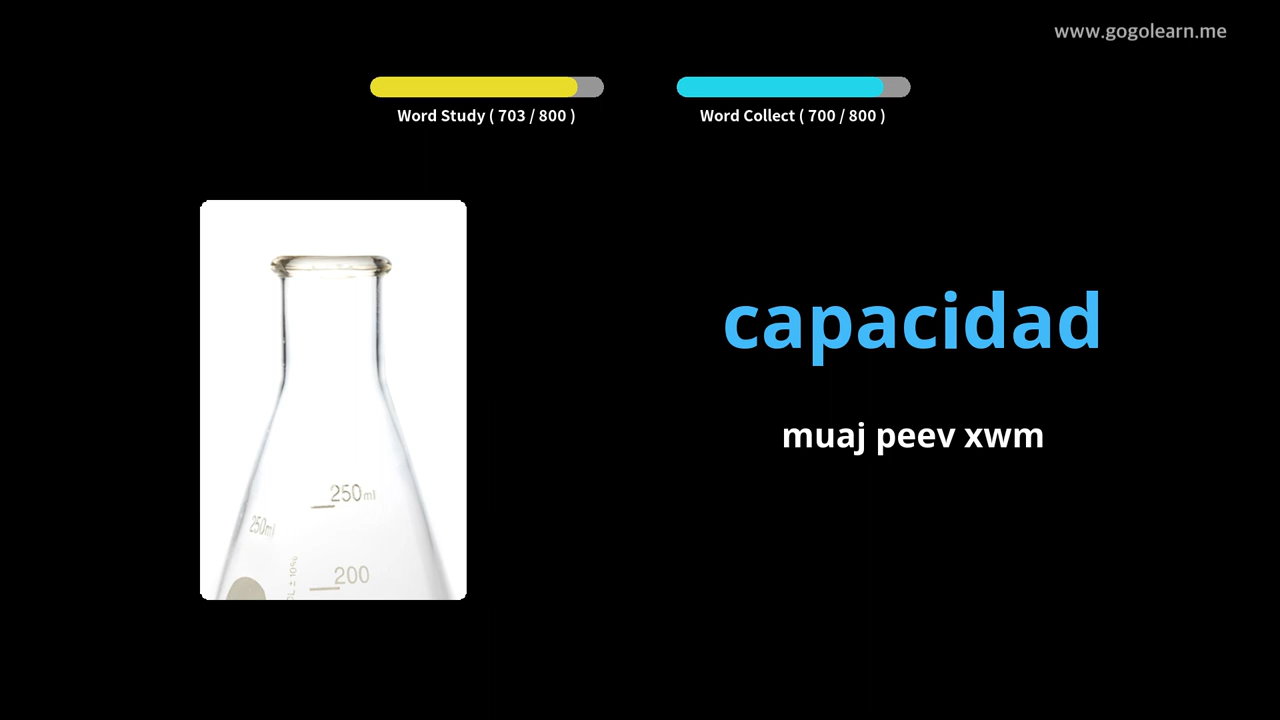 www.gogolearn.me
Word Study ( 703 / 800 )
Word Collect ( 700 / 800 )
capacidad
muaj peev xwm
250ml
250ml
200